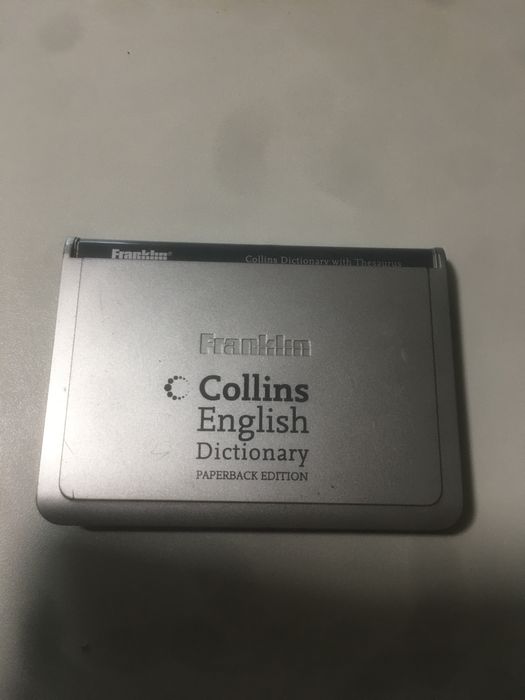 Franklin®
Collins Dictionary with Thesaurus
Franklin
Collins
English
Dictionary
PAPERBACK EDITION